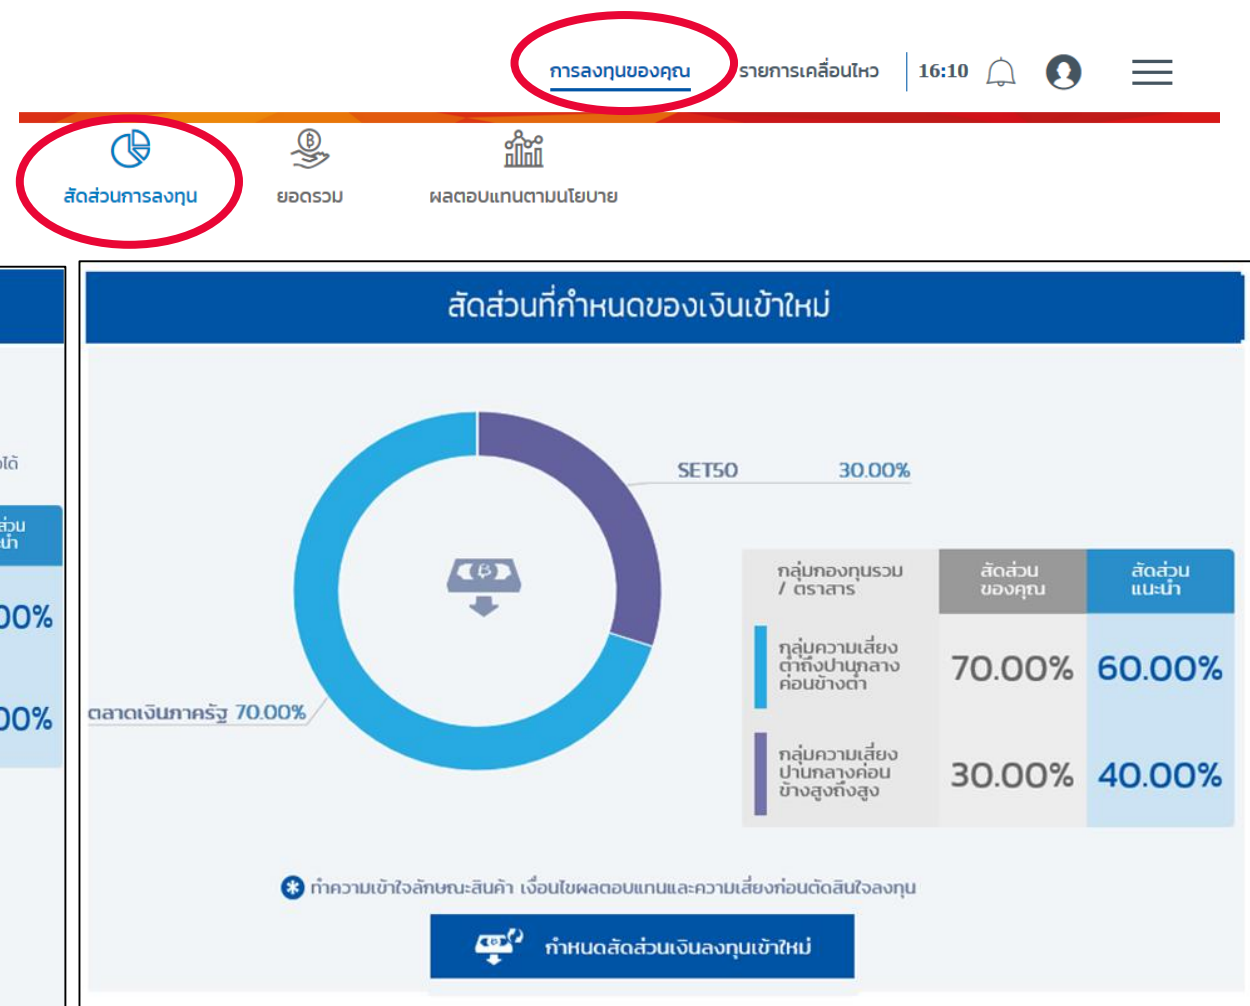 การลงทุนของคุณ
รายการเคลื่อนไหว
16:10
สัดส่วนการลงทุน
ยอดรวม
ผลตอบแทนตามนโยบาย
สัดส่วนที่กำหนดของเงินเข้าใหม่
SET50 30.00%
ตลาดเงินภาครัฐ 70.00%
กลุ่มกองทุนรวม
/ ตราสาร
สัดส่วน
ของคุณ
สัดส่วน
แนะนำ
กลุ่มความเสี่ยง
ต่ำถึงปานกลาง
ค่อนข้างต่ำ
70.00%
60.00%
กลุ่มความเสี่ยง
ปานกลางค่อน
ข้างสูงถึงสูง
30.00%
40.00%
ทำความเข้าใจลักษณะสินค้า เงื่อนไขผลตอบแทนและความเสี่ยงก่อนตัดสินใจลงทุน
กำหนดสัดส่วนเงินลงทุนเข้าใหม่